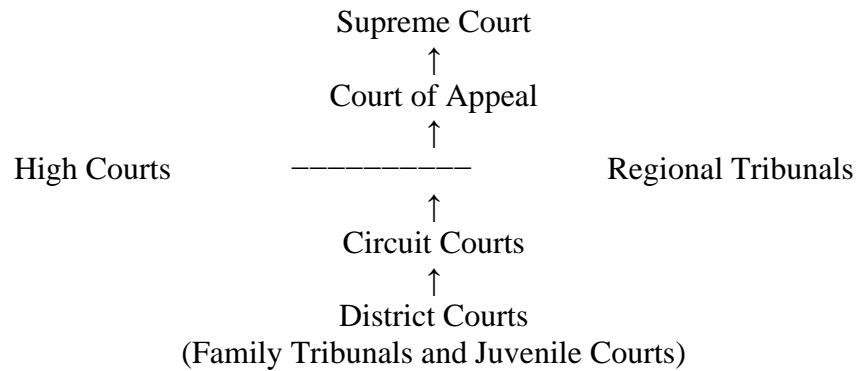 Supreme Court
↑
Court of Appeal
↑
High Courts –––––––––– Regional Tribunals
↑
Circuit Courts
↑
District Courts
(Family Tribunals and Juvenile Courts)